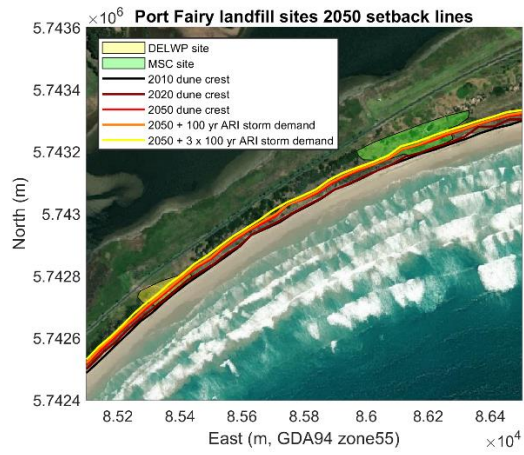 Port Fairy landfill sites 2050 setback lines
×10⁶
5.7436
5.7434
5.7432
5.743
5.7428
5.7426
5.7424
North (m)
DELWP site
MSC site
2010 dune crest
2020 dune crest
2050 dune crest
2050 + 100 yr ARI storm demand
2050 + 3 x 100 yr ARI storm demand
8.52
8.54
8.56
8.58
8.6
8.62
8.64
East (m, GDA94 zone55)
×10⁴